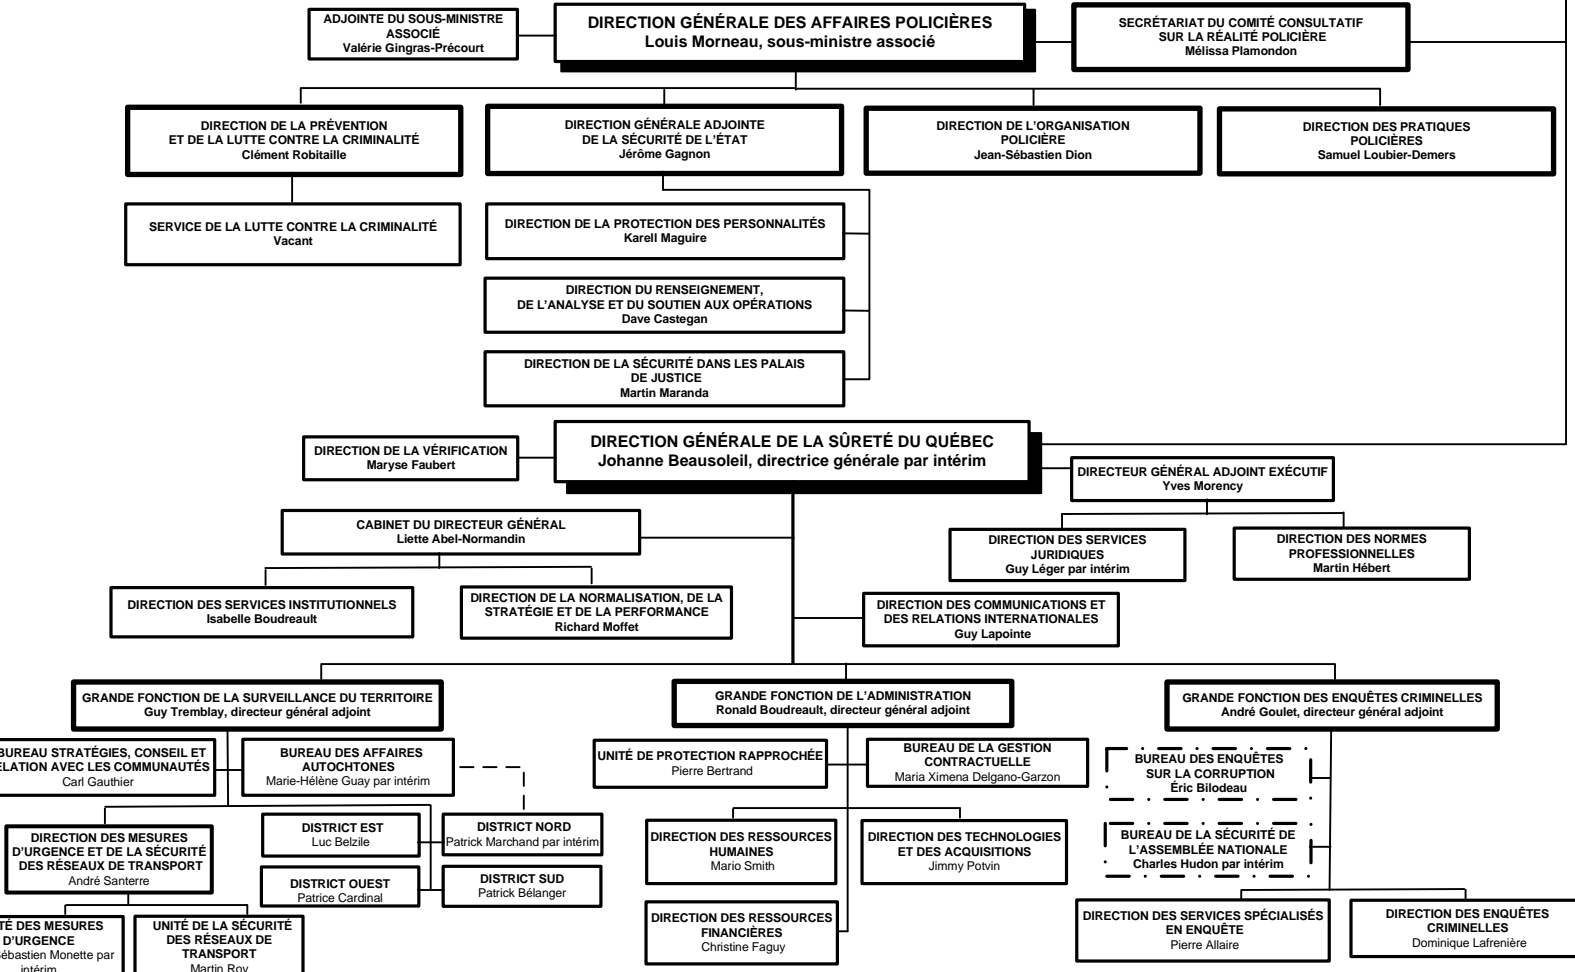 ADJOINTE DU SOUS-MINISTRE
ASSOCIÉ
Valérie Gingras-Précourt
DIRECTION GÉNÉRALE DES AFFAIRES POLICIÈRES
Louis Morneau, sous-ministre associé
SECRÉTARIAT DU COMITÉ CONSULTATIF
SUR LA RÉALITÉ POLICIÈRE
Mélissa Plamondon
DIRECTION DE LA PRÉVENTION
ET DE LA LUTTE CONTRE LA CRIMINALITÉ
Clément Robitaille
DIRECTION GÉNÉRALE ADJOINTE
DE LA SÉCURITÉ DE L'ÉTAT
Jérôme Gagnon
DIRECTION DE L'ORGANISATION
POLICIÈRE
Jean-Sébastien Dion
DIRECTION DES PRATIQUES
POLICIÈRES
Samuel Loubier-Demers
SERVICE DE LA LUTTE CONTRE LA CRIMINALITÉ
Vacant
DIRECTION DE LA PROTECTION DES PERSONNALITÉS
Karell Maguire
DIRECTION DU RENSEIGNEMENT,
DE L'ANALYSE ET DU SOUTIEN AUX OPÉRATIONS
Dave Castegan
DIRECTION DE LA SÉCURITÉ DANS LES PALAIS
DE JUSTICE
Martin Maranda
DIRECTION DE LA VÉRIFICATION
Maryse Faubert
DIRECTION GÉNÉRALE DE LA SÛRETÉ DU QUÉBEC
Johanne Beausoleil, directrice générale par intérim
DIRECTEUR GÉNÉRAL ADJOINT EXÉCUTIF
Yves Morency
CABINET DU DIRECTEUR GÉNÉRAL
Liette Abel-Normandin
DIRECTION DES SERVICES
JURIDIQUES
Guy Léger par intérim
DIRECTION DES NORMES
PROFESSIONNELLES
Martin Hébert
DIRECTION DES SERVICES INSTITUTIONNELS
Isabelle Boudreault
DIRECTION DE LA NORMALISATION, DE LA
STRATÉGIE ET DE LA PERFORMANCE
Richard Moffet
DIRECTION DES COMMUNICATIONS ET
DES RELATIONS INTERNATIONALES
Guy Lapointe
GRANDE FONCTION DE LA SURVEILLANCE DU TERRITOIRE
Guy Tremblay, directeur général adjoint
GRANDE FONCTION DE L'ADMINISTRATION
Ronald Boudreault, directeur général adjoint
GRANDE FONCTION DES ENQUÊTES CRIMINELLES
André Goulet, directeur général adjoint
BUREAU STRATÉGIES, CONSEIL ET
ELATION AVEC LES COMMUNAUTÉS
Carl Gauthier
BUREAU DES AFFAIRES
AUTOCHTONES
Marie-Hélène Guay par intérim
UNITÉ DE PROTECTION RAPPROCHÉE
Pierre Bertrand
BUREAU DE LA GESTION
CONTRACTUELLE
Maria Ximena Delgano-Garzon
BUREAU DES ENQUÊTES
SUR LA CORRUPTION
Éric Bilodeau
DIRECTION DES MESURES
D'URGENCE ET DE LA SÉCURITÉ
DES RÉSEAUX DE TRANSPORT
André Santerre
DISTRICT EST
Luc Belzile
DISTRICT NORD
Patrick Marchand par intérim
DISTRICT OUEST
Patrice Cardinal
DISTRICT SUD
Patrick Bélanger
DIRECTION DES RESSOURCES
HUMAINES
Mario Smith
DIRECTION DES TECHNOLOGIES
ET DES ACQUISITIONS
Jimmy Potvin
BUREAU DE LA SÉCURITÉ DE
L'ASSEMBLÉE NATIONALE
Charles Hudon par intérim
TÉ DES MESURES
D'URGENCE
ébastien Monette par
intérim
UNITÉ DE LA SÉCURITÉ
DES RÉSEAUX DE
TRANSPORT
Martin Roy
DIRECTION DES RESSOURCES
FINANCIÈRES
Christine Faguy
DIRECTION DES SERVICES SPÉCIALISÉS
EN ENQUÊTE
Pierre Allaire
DIRECTION DES ENQUÊTES
CRIMINELLES
Dominique Lafrenière